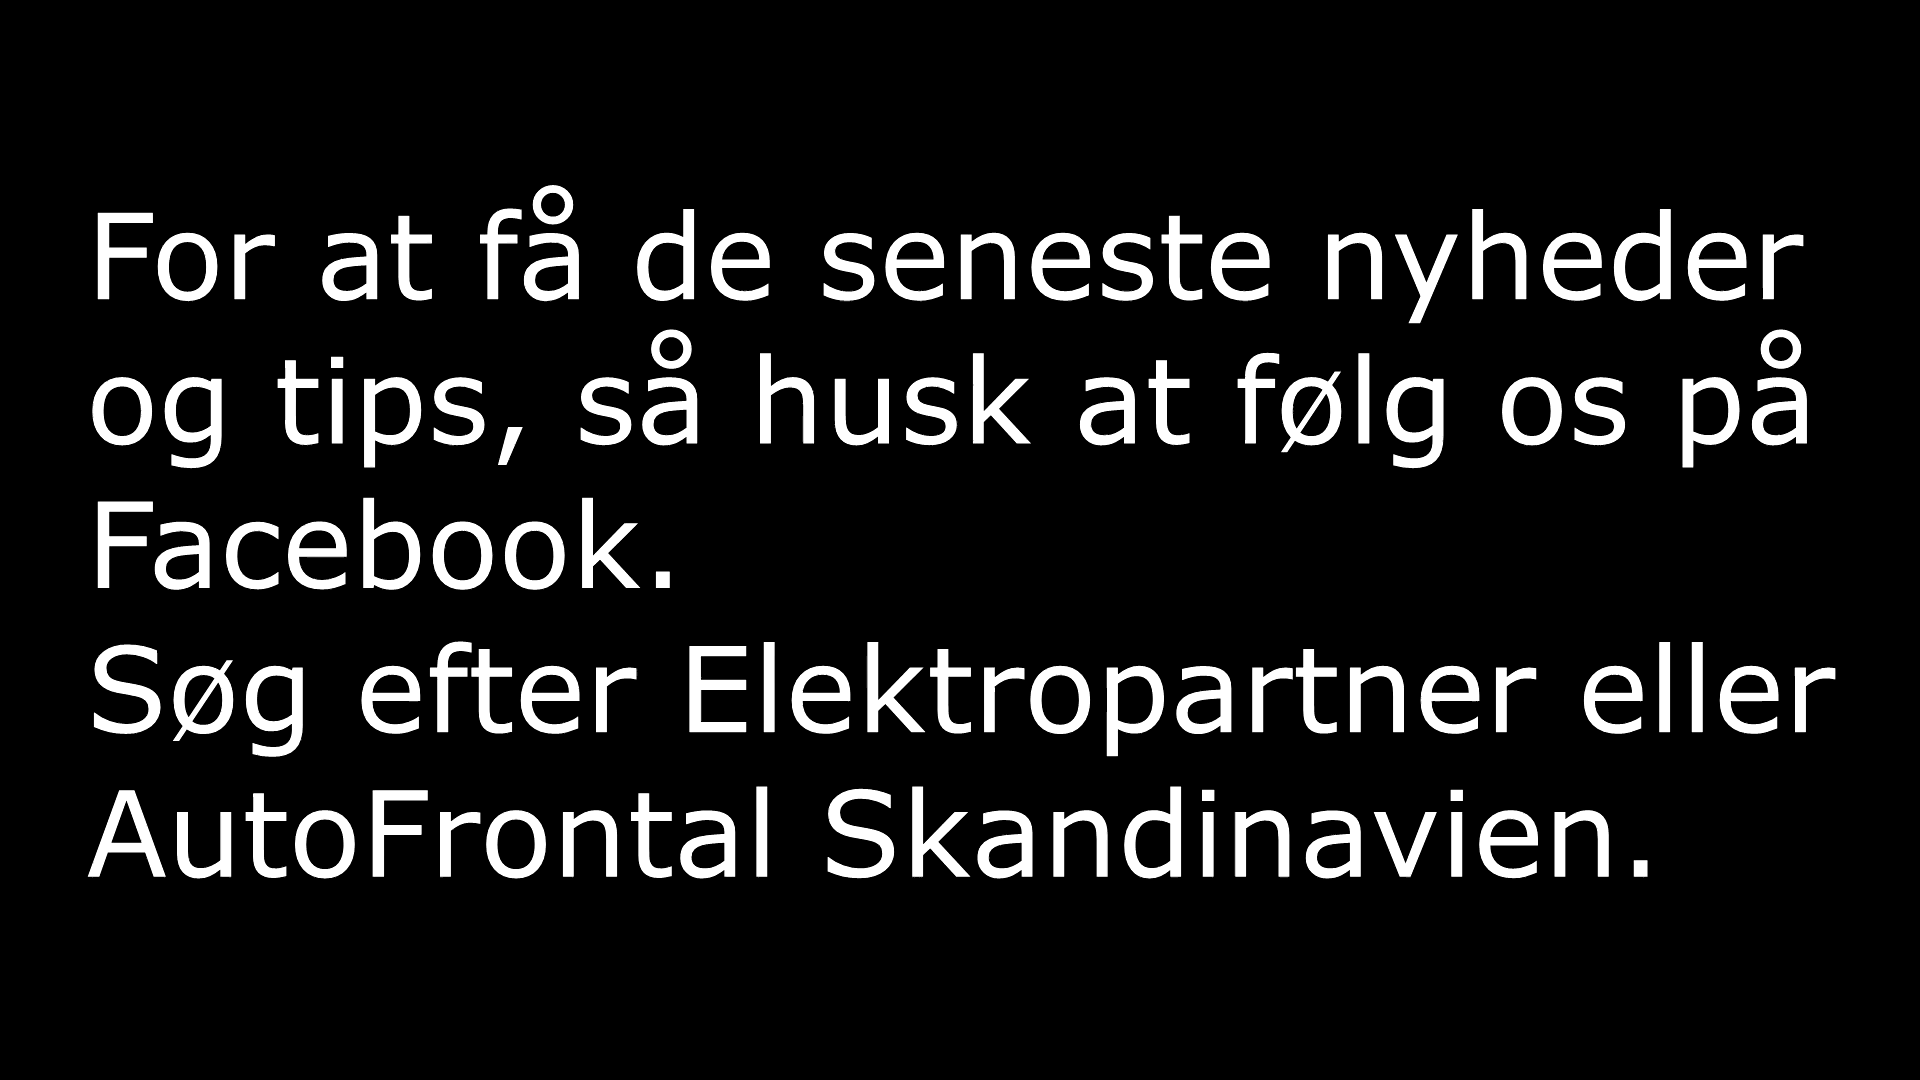 For at få de seneste nyheder
og tips, så husk at følg os på
Facebook.
Søg efter Elektropartner eller
AutoFrontal Skandinavien.